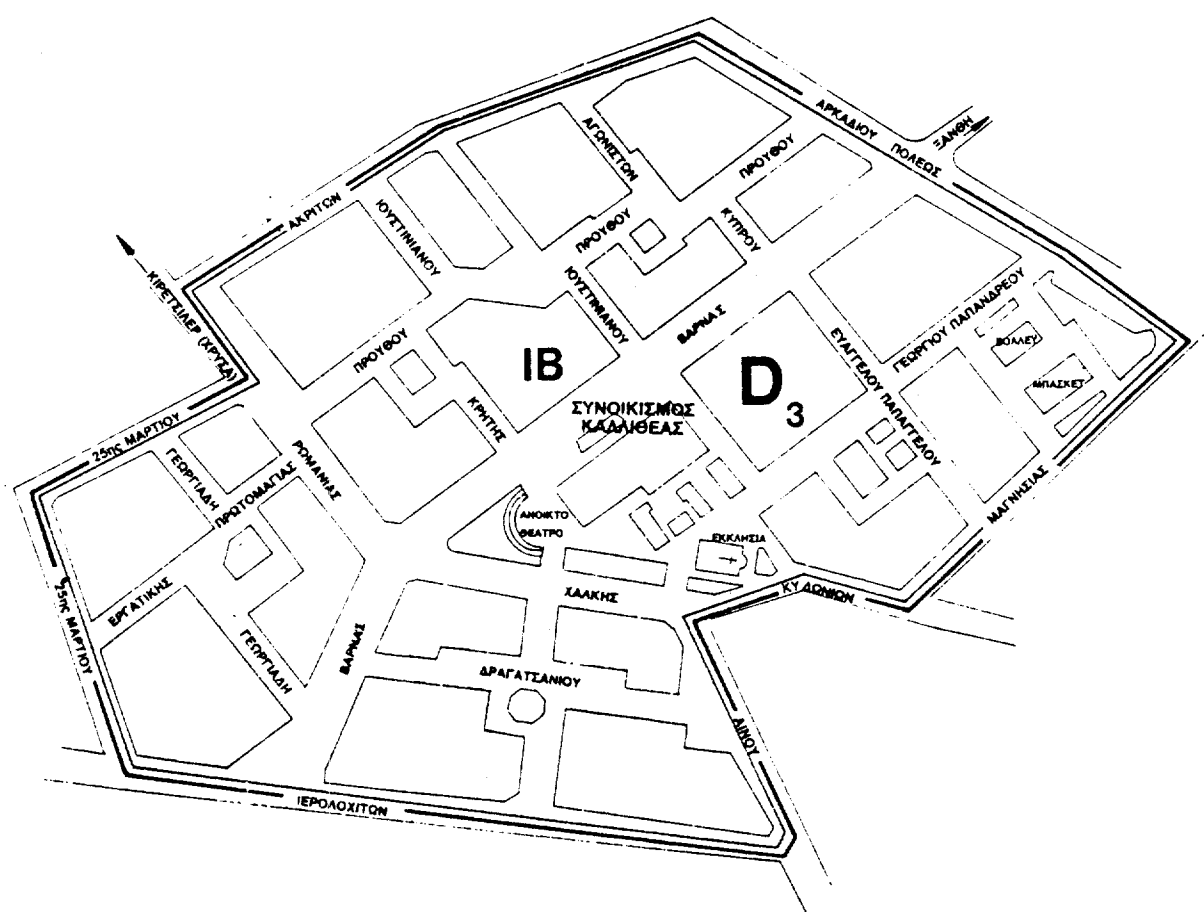 ΑΡΚΑΔΙΟΥ
ΠΟΛΕΩΣ
ΞΑΝΘΗ
ΑΓΩΝΙΣΤΩΝ
ΠΡΟΥΘΟΥ
ΑΚΡΙΤΩΝ
ΙΟΥΣΤΙΝΙΑΝΟΥ
ΠΡΟΥΘΟΥ
ΚΥΠΡΟΥ
ΚΙΡΕΤΣΙΛΕΡ (ΧΡΥΣΑ)
ΙΟΥΣΤΙΝΙΑΝΟΥ
ΒΑΡΝΑΣ
ΓΕΩΡΓΙΟΥ ΠΑΠΑΝΔΡΕΟΥ
ΒΟΛΛΕΥ
ΠΡΟΥΘΟΥ
ΙΒ
D3
ΕΥΑΓΓΕΛΟΥ ΠΑΠΑΓΓΕΛΟΥ
ΜΠΑΣΚΕΤ
ΚΡΗΤΗΣ
ΣΥΝΟΙΚΙΣΜΟΣ
ΚΑΛΛΙΘΕΑΣ
25ης ΜΑΡΤΙΟΥ
ΓΕΩΡΓΙΑΔΗ
ΡΩΜΑΝΙΑΣ
ΠΡΩΤΟΜΑΓΙΑΣ
ΜΑΓΝΗΣΙΑΣ
ΑΝΟΙΚΤΟ
ΘΕΑΤΡΟ
ΕΚΚΛΗΣΙΑ
25ης ΜΑΡΤΙΟΥ
ΕΡΓΑΤΙΚΗΣ
ΧΑΛΚΗΣ
ΚΥΔΩΝΙΩΝ
ΓΕΩΡΓΙΑΔΗ
ΒΑΡΝΑΣ
ΔΡΑΓΑΤΣΑΝΙΟΥ
ΑΙΝΟΥ
ΙΕΡΟΛΟΧΙΤΩΝ